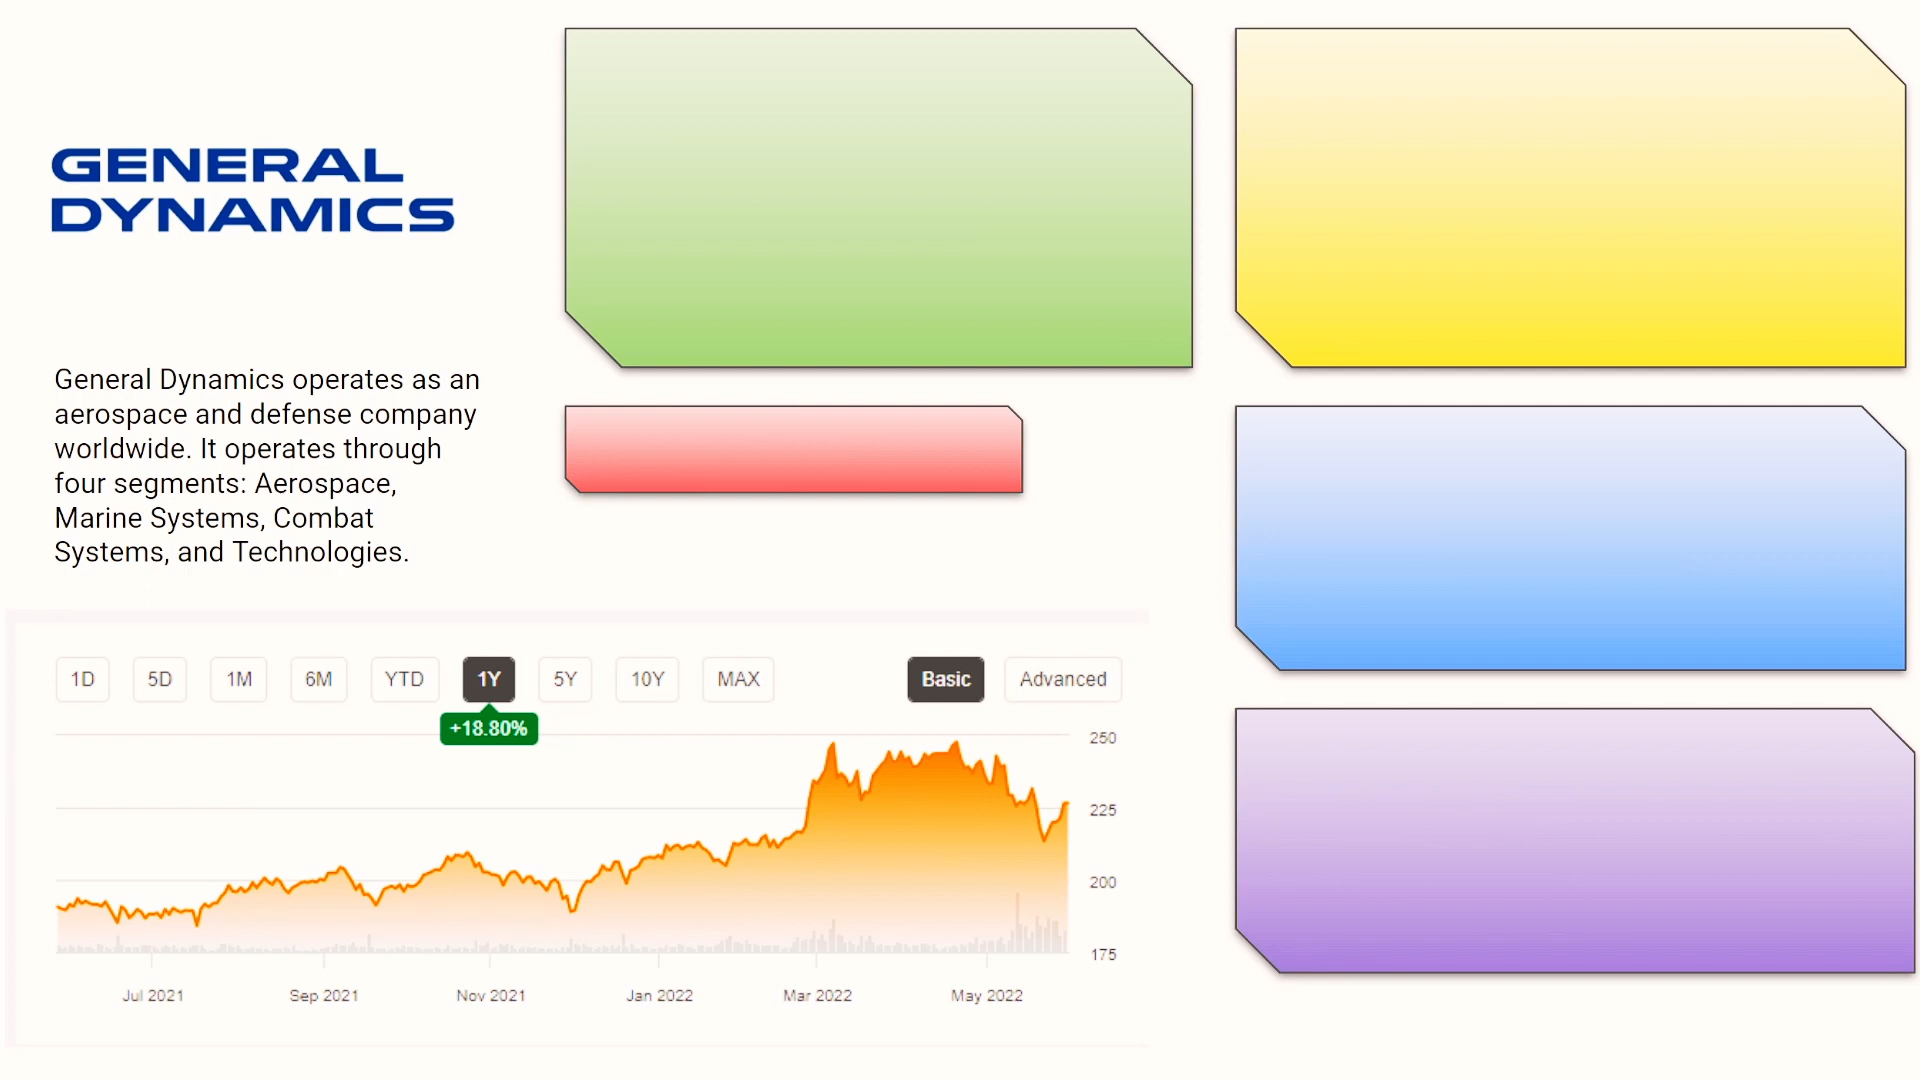 GENERAL
DYNAMICS
General Dynamics operates as an
aerospace and defense company
worldwide. It operates through
four segments: Aerospace,
Marine Systems, Combat
Systems, and Technologies.
1D 5D 1M 6M YTD 1Y 5Y 10Y MAX Basic Advanced
+18.80%
250
225
200
175
Jul 2021 Sep 2021 Nov 2021 Jan 2022 Mar 2022 May 2022